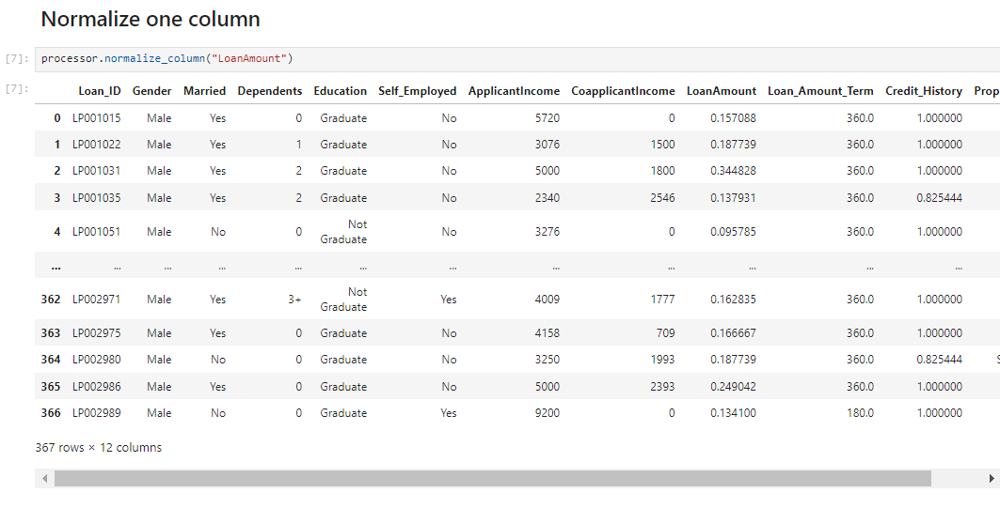 Normalize one column
[7]: processor.normalize_column("LoanAmount")
[7]:
Loan_ID Gender Married Dependents Education Self_Employed ApplicantIncome CoapplicantIncome LoanAmount Loan_Amount_Term Credit_History Prop
0 LP001015 Male Yes 0 Graduate No 5720 0 0.157088 360.0 1.000000
1 LP001022 Male Yes 1 Graduate No 3076 1500 0.187739 360.0 1.000000
2 LP001031 Male Yes 2 Graduate No 5000 1800 0.344828 360.0 1.000000
3 LP001035 Male Yes 2 Graduate No 2340 2546 0.137931 360.0 0.825444
4 LP001051 Male No 0 Not Graduate No 3276 0 0.095785 360.0 1.000000
... ... ... ... ... ... ... ... ... ... ... ...
362 LP002971 Male Yes 3+ Not Graduate Yes 4009 1777 0.162835 360.0 1.000000
363 LP002975 Male Yes 0 Graduate No 4158 709 0.166667 360.0 1.000000
364 LP002980 Male No 0 Graduate No 3250 1993 0.187739 360.0 0.825444
365 LP002986 Male Yes 0 Graduate No 5000 2393 0.249042 360.0 1.000000
366 LP002989 Male No 0 Graduate Yes 9200 0 0.134100 180.0 1.000000
367 rows × 12 columns